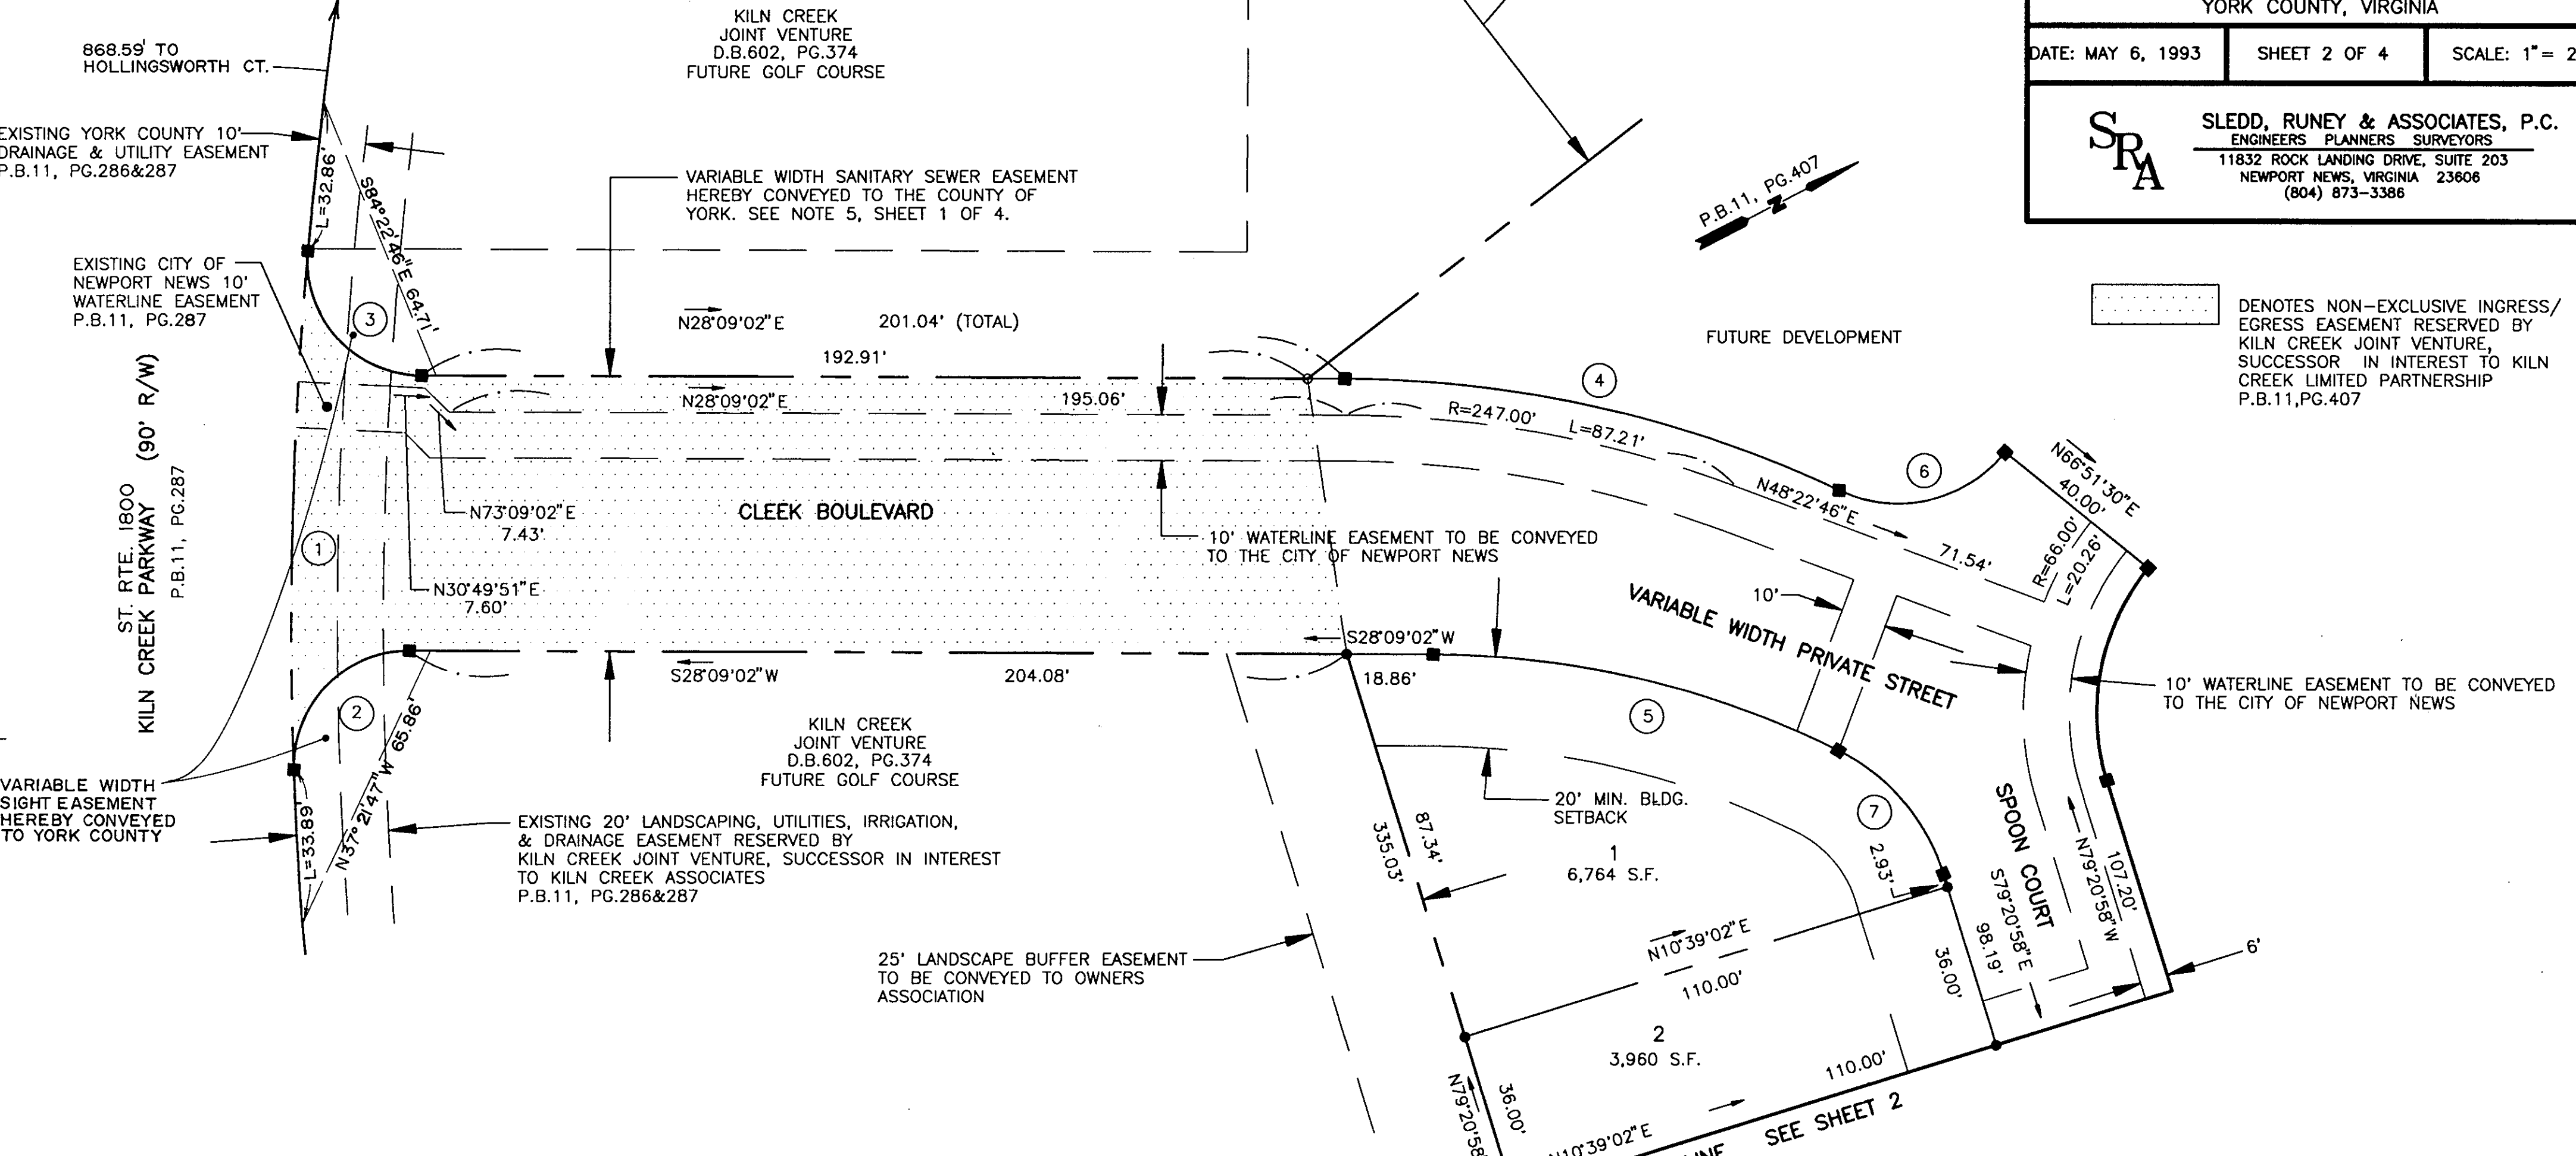 KILN CREEK
JOINT VENTURE
D.B.602, PG.374
FUTURE GOLF COURSE
868.59' TO
HOLLINGSWORTH CT.
EXISTING YORK COUNTY 10'
DRAINAGE & UTILITY EASEMENT
P.B.11, PG.286&287
L=32.86'
S84°22'46"E 64.71'
EXISTING CITY OF
NEWPORT NEWS 10'
WATERLINE EASEMENT
P.B.11, PG.287
3
VARIABLE WIDTH SANITARY SEWER EASEMENT
HEREBY CONVEYED TO THE COUNTY OF
YORK. SEE NOTE 5, SHEET 1 OF 4.
N28°09'02"E
201.04' (TOTAL)
192.91'
N28°09'02"E
195.06'
YORK COUNTY, VIRGINIA
DATE: MAY 6, 1993
SHEET 2 OF 4
SCALE: 1"= 2
SRA
SLEDD, RUNEY & ASSOCIATES, P.C.
ENGINEERS PLANNERS SURVEYORS
11832 ROCK LANDING DRIVE, SUITE 203
NEWPORT NEWS, VIRGINIA 23606
(804) 873-3386
P.B.11, PG.407
N
DENOTES NON-EXCLUSIVE INGRESS/
EGRESS EASEMENT RESERVED BY
KILN CREEK JOINT VENTURE,
SUCCESSOR IN INTEREST TO KILN
CREEK LIMITED PARTNERSHIP
P.B.11,PG.407
FUTURE DEVELOPMENT
4
R=247.00'
L=87.21'
N48°22'46"E
71.54'
6
N66°51'30"E
40.00'
R=66.00'
L=20.26'
ST. RTE. 1800
KILN CREEK PARKWAY (90' R/W)
P.B.11, PG.287
1
N73°09'02"E
7.43'
N30°49'51"E
7.60'
CLEEK BOULEVARD
10' WATERLINE EASEMENT TO BE CONVEYED
TO THE CITY OF NEWPORT NEWS
10'
VARIABLE WIDTH PRIVATE STREET
S28°09'02"W
18.86'
S28°09'02"W
204.08'
2
N37°21'47"W 65.86'
L=33.89'
VARIABLE WIDTH
SIGHT EASEMENT
HEREBY CONVEYED
TO YORK COUNTY
KILN CREEK
JOINT VENTURE
D.B.602, PG.374
FUTURE GOLF COURSE
EXISTING 20' LANDSCAPING, UTILITIES, IRRIGATION,
& DRAINAGE EASEMENT RESERVED BY
KILN CREEK JOINT VENTURE, SUCCESSOR IN INTEREST
TO KILN CREEK ASSOCIATES
P.B.11, PG.286&287
5
20' MIN. BLDG.
SETBACK
87.34'
335.03'
1
6,764 S.F.
7
2.93'
SPOON COURT
S79°20'58"E
98.19'
N79°20'58"W
107.20'
10' WATERLINE EASEMENT TO BE CONVEYED
TO THE CITY OF NEWPORT NEWS
6'
25' LANDSCAPE BUFFER EASEMENT
TO BE CONVEYED TO OWNERS
ASSOCIATION
N10°39'02"E
110.00'
36.00'
2
3,960 S.F.
110.00'
N79°20'58"
36.00'
N10°39'02"E
SEE SHEET 2